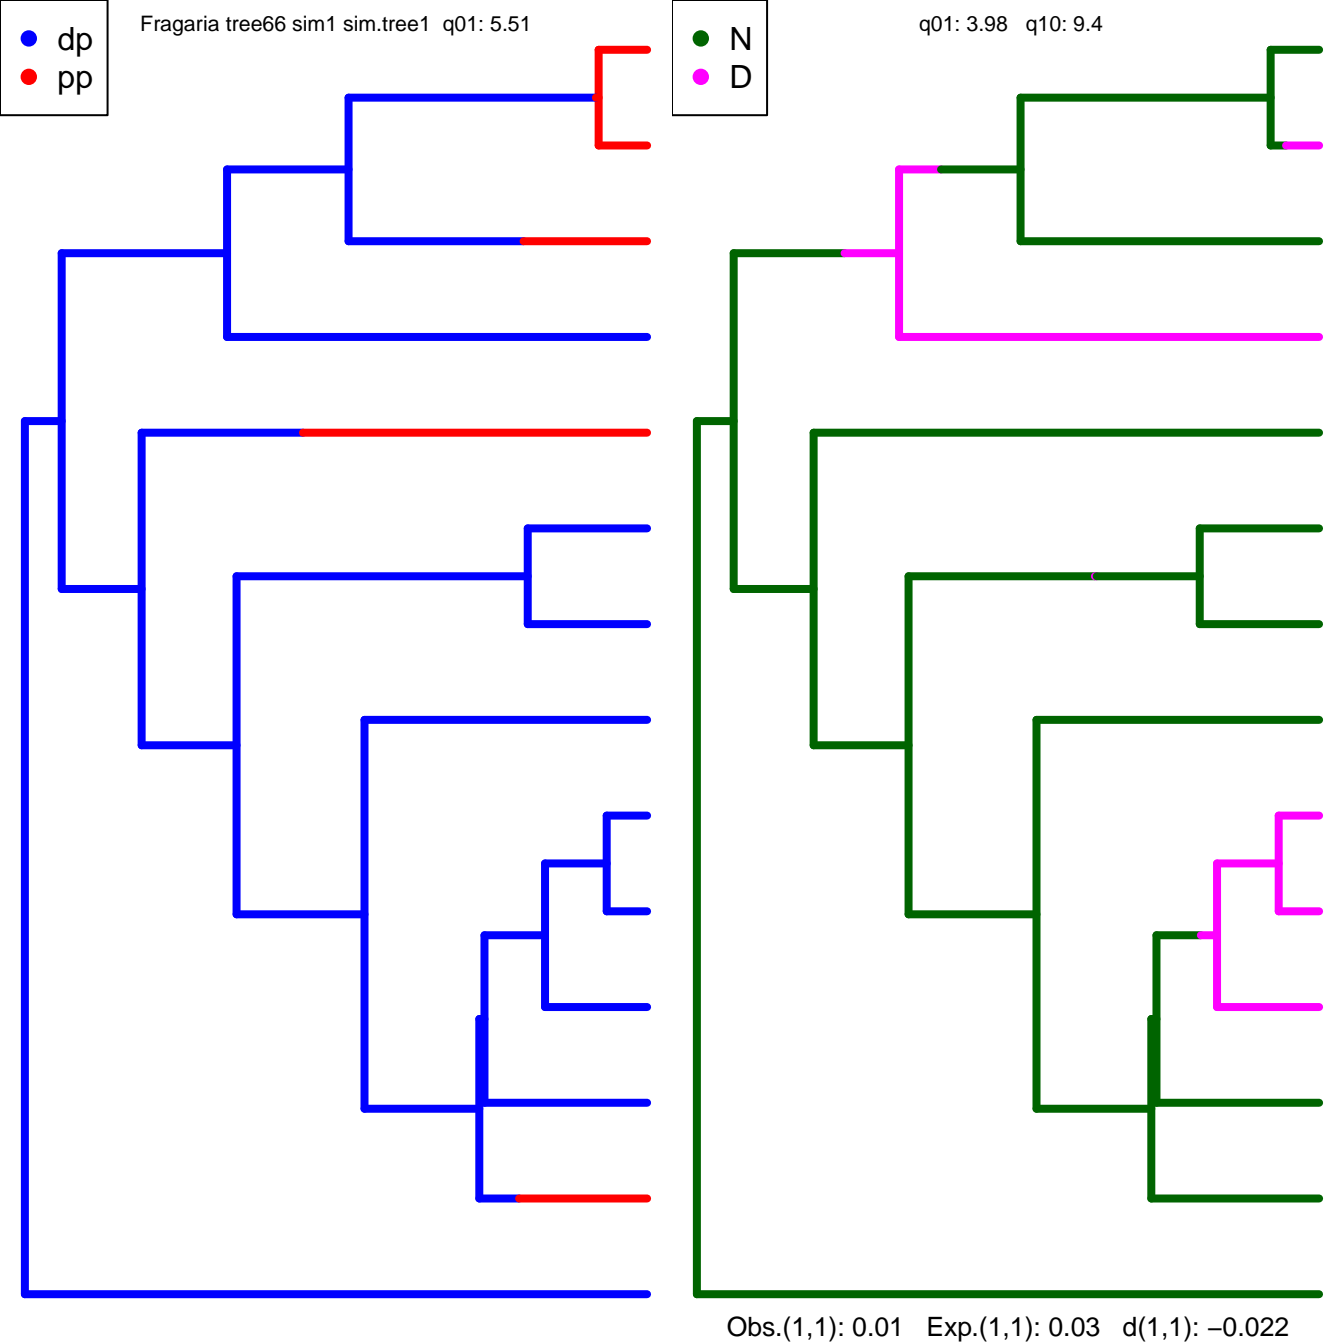 Fragaria tree66 sim1 sim.tree1  q01: 5.51
dp
pp
q01: 3.98   q10: 9.4
N
D
Obs.(1,1): 0.01   Exp.(1,1): 0.03   d(1,1): −0.022